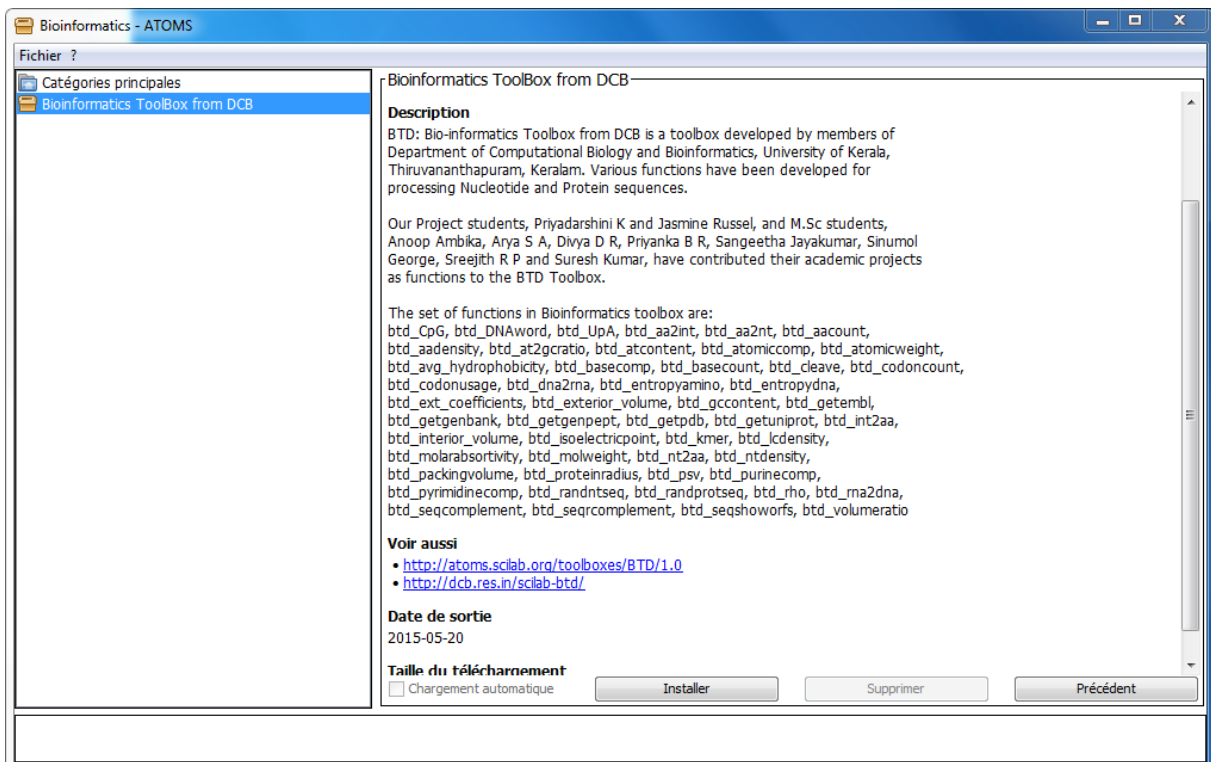 Bioinformatics - ATOMS
Fichier ?
Catégories principales
Bioinformatics ToolBox from DCB
Bioinformatics ToolBox from DCB
Description
BTD: Bio-informatics Toolbox from DCB is a toolbox developed by members of
Department of Computational Biology and Bioinformatics, University of Kerala,
Thiruvananthapuram, Keralam. Various functions have been developed for
processing Nucleotide and Protein sequences.
Our Project students, Priyadarshini K and Jasmine Russel, and M.Sc students,
Anoop Ambika, Arya S A, Divya D R, Priyanka B R, Sangeetha Jayakumar, Sinumol
George, Sreejith R P and Suresh Kumar, have contributed their academic projects
as functions to the BTD Toolbox.
The set of functions in Bioinformatics toolbox are:
btd_CpG, btd_DNAword, btd_UpA, btd_aa2int, btd_aa2nt, btd_aacount,
btd_aadensity, btd_at2gcratio, btd_atcontent, btd_atomiccomp, btd_atomicweight,
btd_avg_hydrophobicity, btd_basecomp, btd_basecount, btd_cleave, btd_codoncount,
btd_codonusage, btd_dna2rna, btd_entropyamino, btd_entropydna,
btd_ext_coefficients, btd_exterior_volume, btd_gccontent, btd_getembl,
btd_getgenbank, btd_getgenpept, btd_getpdb, btd_getuniprot, btd_int2aa,
btd_interior_volume, btd_isoelectricpoint, btd_kmer, btd_lcdensity,
btd_molarabsortivity, btd_molweight, btd_nt2aa, btd_ntdensity,
btd_packingvolume, btd_proteinradius, btd_psv, btd_purinecomp,
btd_pyrimidinecomp, btd_randntseq, btd_randprotseq, btd_rho, btd_rna2dna,
btd_seqcomplement, btd_seqrcomplement, btd_seqshoworfs, btd_volumeratio
Voir aussi
• http://atoms.scilab.org/toolboxes/BTD/1.0
• http://dcb.res.in/scilab-btd/
Date de sortie
2015-05-20
Taille du téléchargement
Chargement automatique Installer Supprimer Précédent